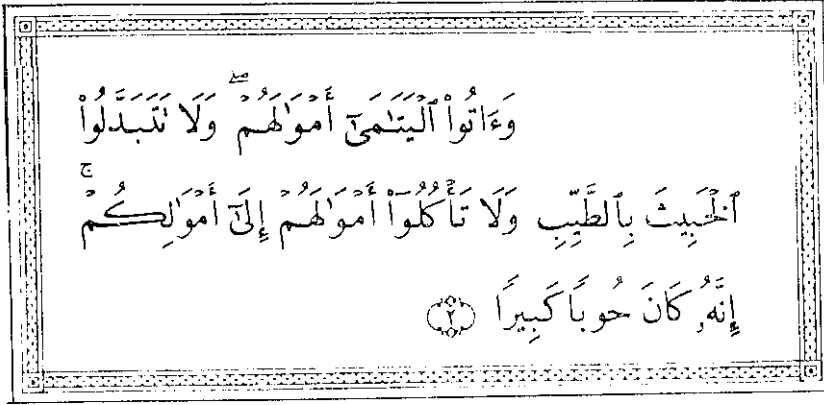 وَءَاتُوا۟ ٱلْيَتَـٰمَىٰٓ أَمْوَٰلَهُمْ ۖ وَلَا تَتَبَدَّلُوا۟
ٱلْخَبِيثَ بِٱلطَّيِّبِ وَلَا تَأْكُلُوٓا۟ أَمْوَٰلَهُمْ إِلَىٰٓ أَمْوَٰلِكُمْ ۚ
إِنَّهُۥ كَانَ حُوبًا كَبِيرًا ٢